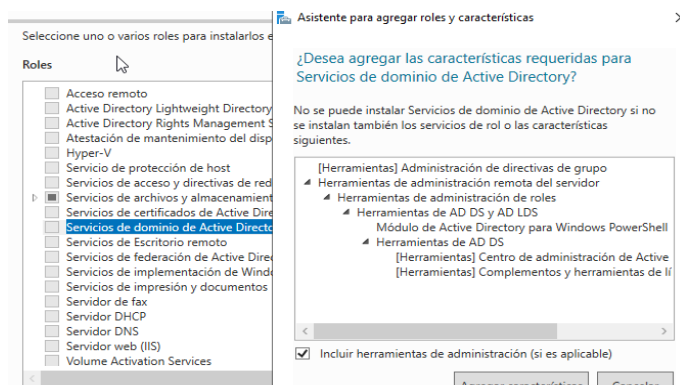 Seleccione uno o varios roles para instalarlos e
Roles
Acceso remoto
Active Directory Lightweight Directory
Active Directory Rights Management S
Atestación de mantenimiento del disp
Hyper-V
Servicio de protección de host
Servicios de acceso y directivas de red
Servicios de archivos y almacenamient
Servicios de certificados de Active Dire
Servicios de dominio de Active Directo
Servicios de Escritorio remoto
Servicios de federación de Active Direc
Servicios de implementación de Windo
Servicios de impresión y documentos
Servidor de fax
Servidor DHCP
Servidor DNS
Servidor web (IIS)
Volume Activation Services
Asistente para agregar roles y características
¿Desea agregar las características requeridas para
Servicios de dominio de Active Directory?
No se puede instalar Servicios de dominio de Active Directory si no
se instalan también los servicios de rol o las características
siguientes.
[Herramientas] Administración de directivas de grupo
Herramientas de administración remota del servidor
Herramientas de administración de roles
Herramientas de AD DS y AD LDS
Módulo de Active Directory para Windows PowerShell
Herramientas de AD DS
[Herramientas] Centro de administración de Active
[Herramientas] Complementos y herramientas de lí
Incluir herramientas de administración (si es aplicable)
Agregar características
Cancelar